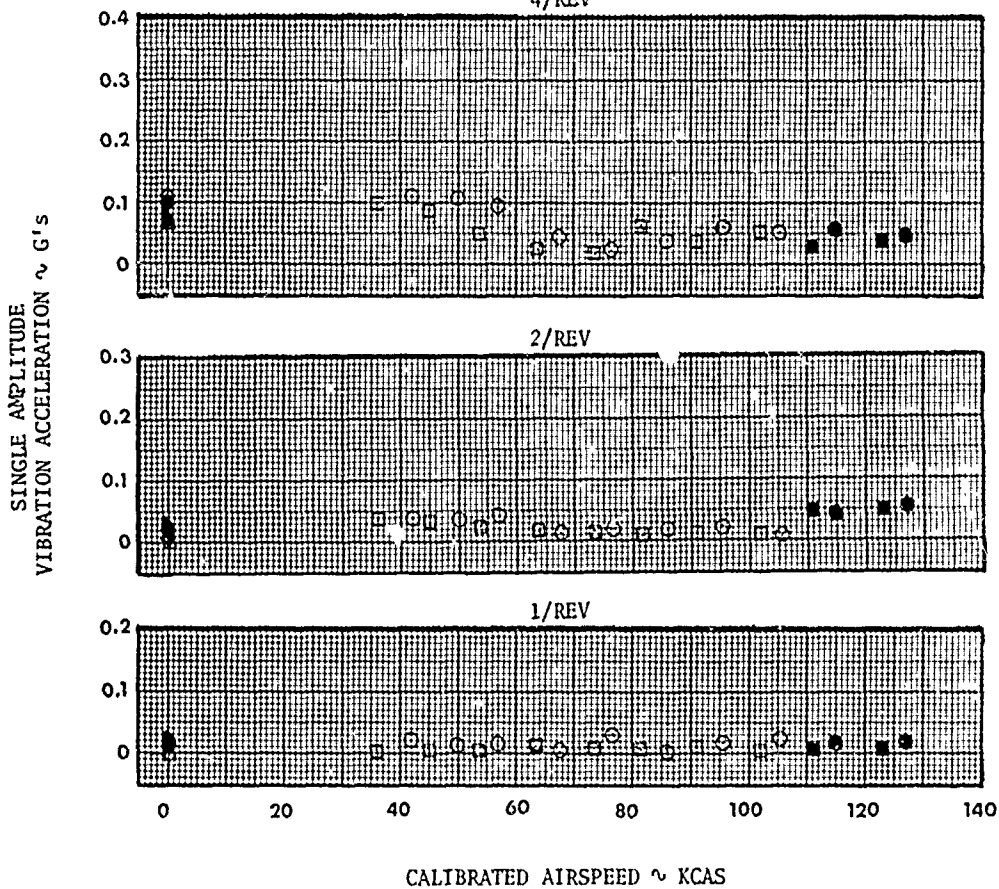 4/REV
0.4
0.3
0.2
0.1
0
SINGLE AMPLITUDE
VIBRATION ACCELERATION ~ G's
2/REV
0.3
0.2
0.1
0
1/REV
0.2
0.1
0
0 20 40 60 80 100 120 140
CALIBRATED AIRSPEED ~ KCAS